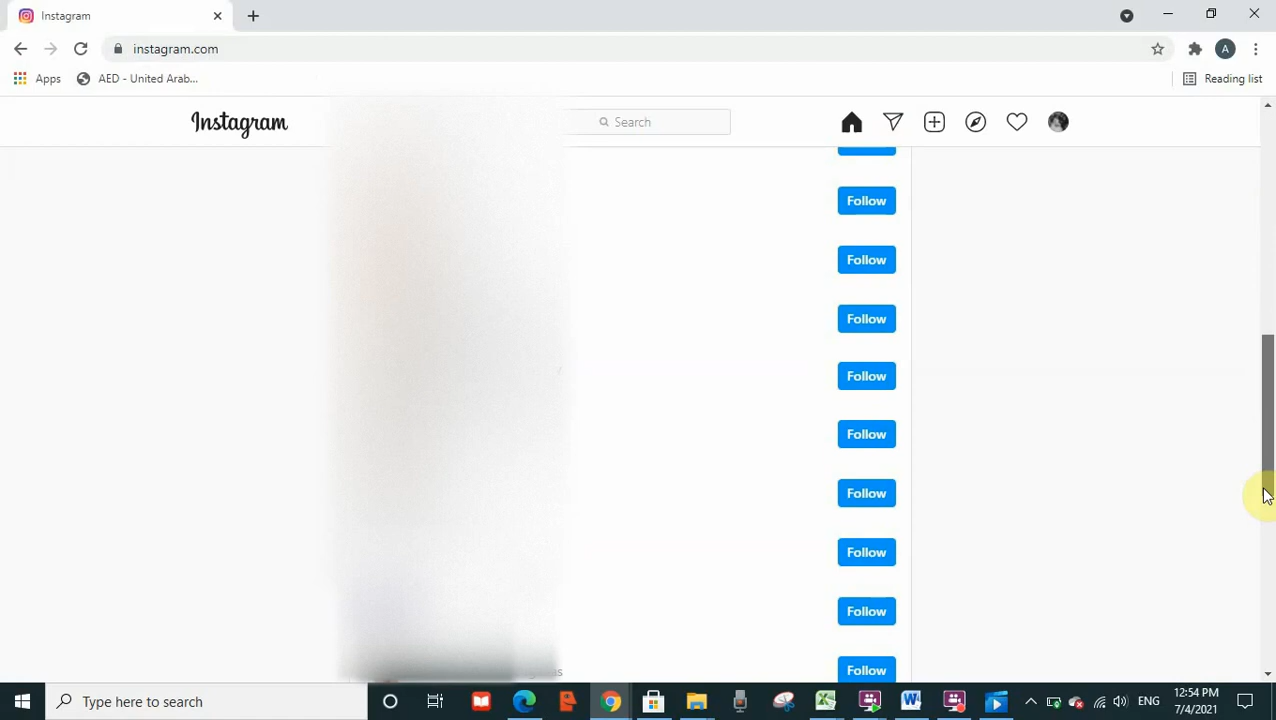 Instagram
instagram.com
Apps
AED - United Arab...
A
Reading list
Instagram
Search
Follow
Follow
Follow
Follow
Follow
Follow
Follow
Follow
Follow
Type here to search
ENG
12:54 PM
7/4/2021